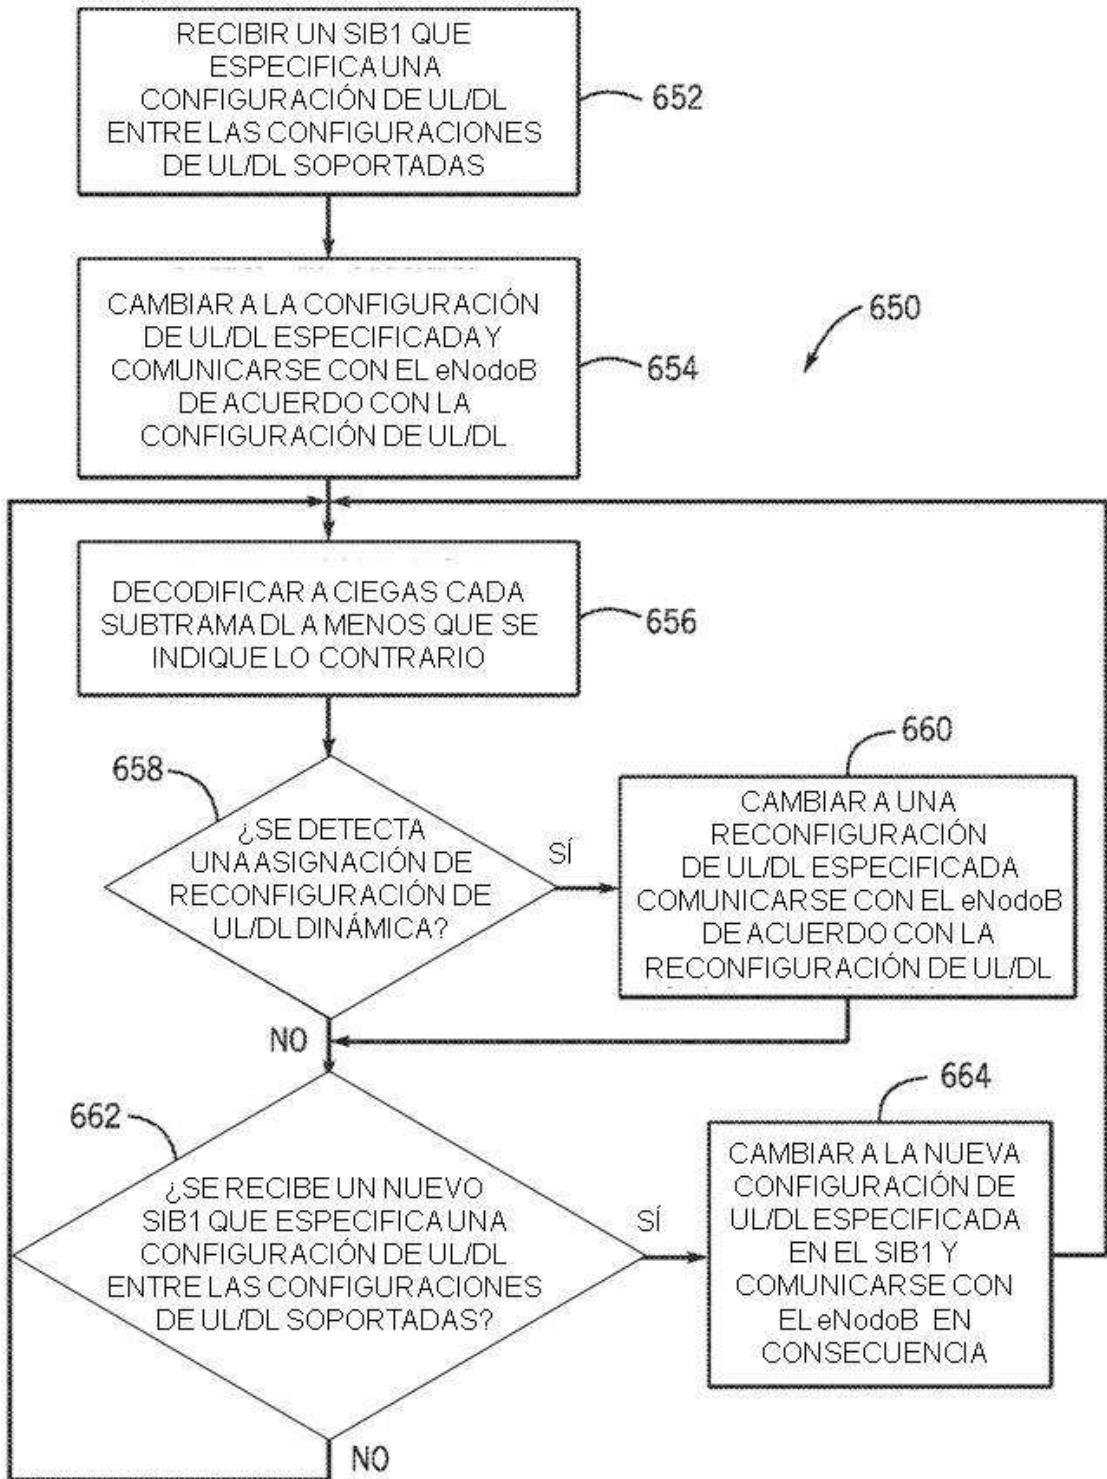 RECIBIR UN SIB1 QUE
ESPECIFICA UNA
CONFIGURACIÓN DE UL/DL
ENTRE LAS CONFIGURACIONES
DE UL/DL SOPORTADAS
652
CAMBIAR A LA CONFIGURACIÓN
DE UL/DL ESPECIFICADA Y
COMUNICARSE CON EL eNodoB
DE ACUERDO CON LA
CONFIGURACIÓN DE UL/DL
654
650
DECODIFICAR A CIEGAS CADA
SUBTRAMA DL A MENOS QUE SE
INDIQUE LO CONTRARIO
656
658
¿SE DETECTA
UNA ASIGNACIÓN DE
RECONFIGURACIÓN DE
UL/DL DINÁMICA?
SÍ
660
CAMBIAR A UNA
RECONFIGURACIÓN
DE UL/DL ESPECIFICADA
COMUNICARSE CON EL eNodoB
DE ACUERDO CON LA
RECONFIGURACIÓN DE UL/DL
NO
662
¿SE RECIBE UN NUEVO
SIB1 QUE ESPECIFICA UNA
CONFIGURACIÓN DE UL/DL
ENTRE LAS CONFIGURACIONES
DE UL/DL SOPORTADAS?
SÍ
664
CAMBIAR A LA NUEVA
CONFIGURACIÓN DE
UL/DL ESPECIFICADA
EN EL SIB1 Y
COMUNICARSE CON
EL eNodoB EN
CONSECUENCIA
NO